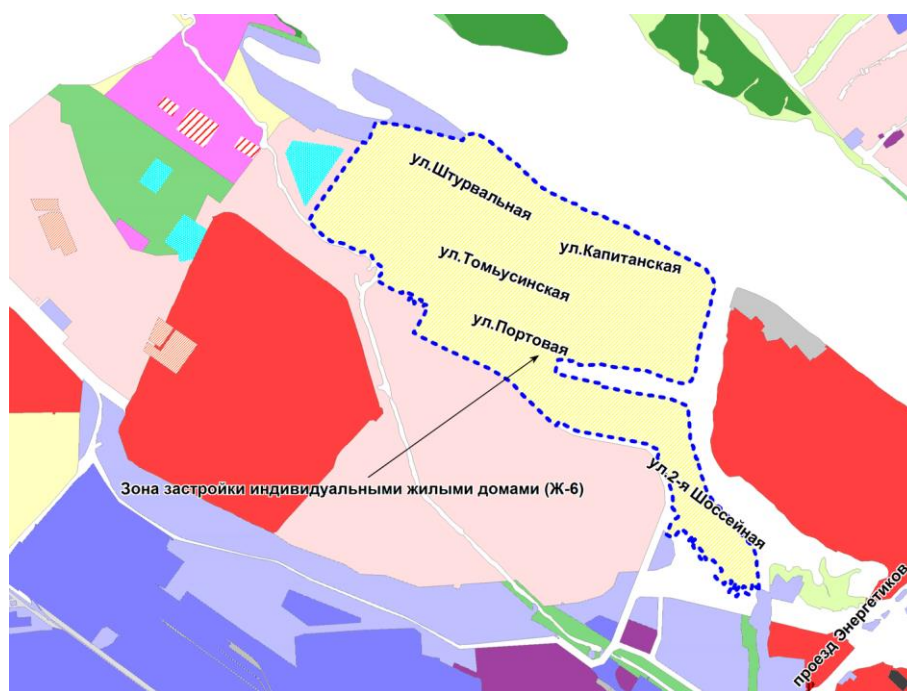 ул.Штурвальная
ул.Капитанская
ул.Томьусинская
ул.Портовая
Зона застройки индивидуальными жилыми домами (Ж-6)
ул.2-я Шоссейная
проезд Энергетиков